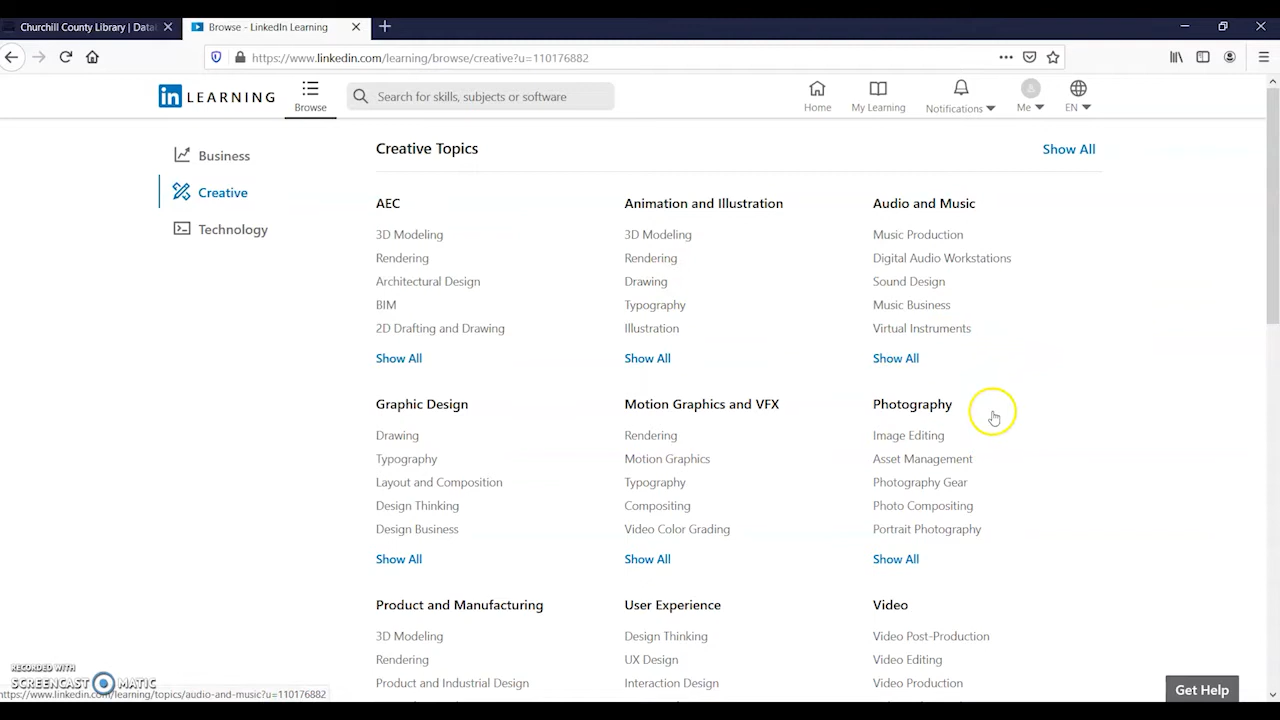 Churchill County Library | Datal
Browse - LinkedIn Learning
https://www.linkedin.com/learning/browse/creative?u=110176882
in LEARNING
Browse
Search for skills, subjects or software
Home
My Learning
Notifications
Me
EN
Business
Creative
Technology
Creative Topics
Show All
AEC
3D Modeling
Rendering
Architectural Design
BIM
2D Drafting and Drawing
Show All
Animation and Illustration
3D Modeling
Rendering
Drawing
Typography
Illustration
Show All
Audio and Music
Music Production
Digital Audio Workstations
Sound Design
Music Business
Virtual Instruments
Show All
Graphic Design
Drawing
Typography
Layout and Composition
Design Thinking
Design Business
Show All
Motion Graphics and VFX
Rendering
Motion Graphics
Typography
Compositing
Video Color Grading
Show All
Photography
Image Editing
Asset Management
Photography Gear
Photo Compositing
Portrait Photography
Show All
Product and Manufacturing
3D Modeling
Rendering
Product and Industrial Design
User Experience
Design Thinking
UX Design
Interaction Design
Video
Video Post-Production
Video Editing
Video Production
RECORDED WITH
SCREENCAST MATIC
https://www.linkedin.com/learning/topics/audio-and-music?u=110176882
Get Help